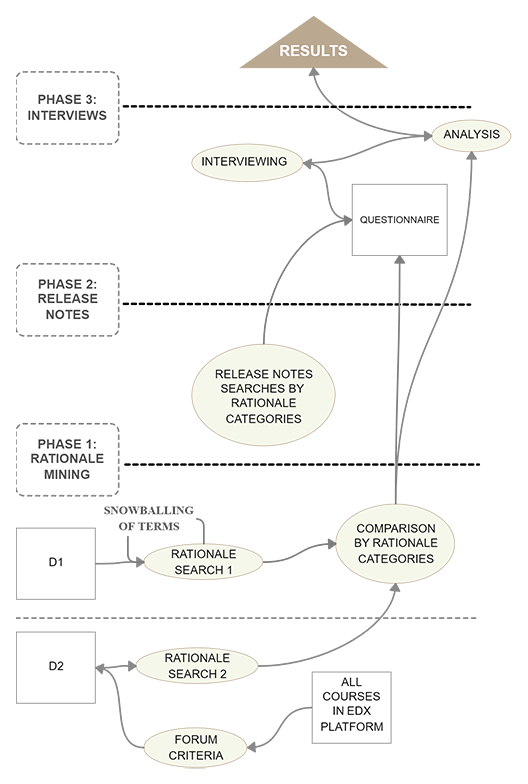 RESULTS
PHASE 3:
INTERVIEWS
ANALYSIS
INTERVIEWING
QUESTIONNAIRE
PHASE 2:
RELEASE
NOTES
RELEASE NOTES
SEARCHES BY
RATIONALE
CATEGORIES
PHASE 1:
RATIONALE
MINING
SNOWBALLING
OF TERMS
COMPARISON
BY RATIONALE
CATEGORIES
D1
RATIONALE
SEARCH 1
D2
RATIONALE
SEARCH 2
ALL
COURSES
IN EDX
PLATFORM
FORUM
CRITERIA